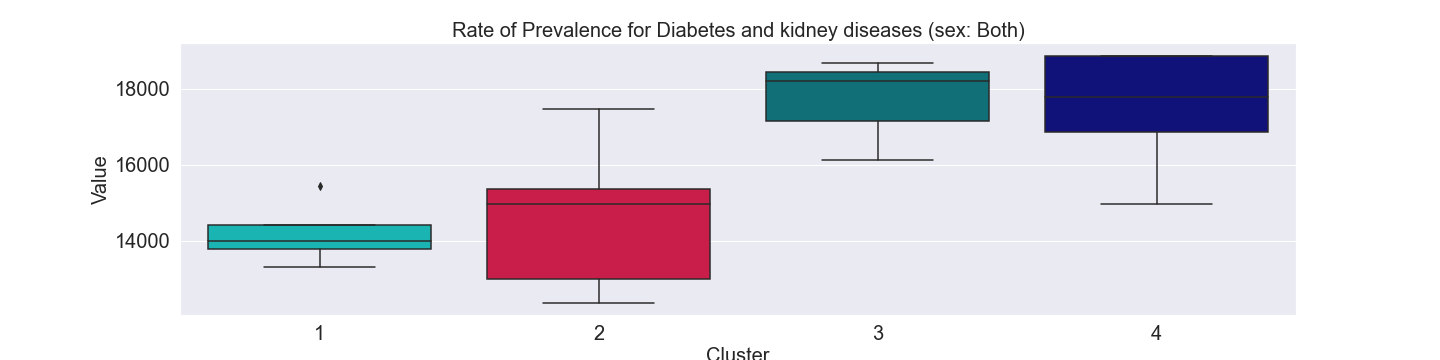 Rate of Prevalence for Diabetes and kidney diseases (sex: Both)
Value
18000
16000
14000
1
2
3
4
Cluster